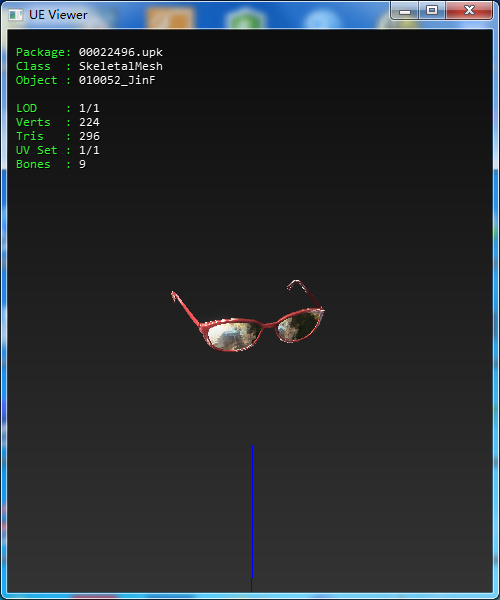 UE Viewer
Package: 00022496.upk
Class : SkeletalMesh
Object : 010052_JinF
LOD : 1/1
Verts : 224
Tris : 296
UV Set : 1/1
Bones : 9